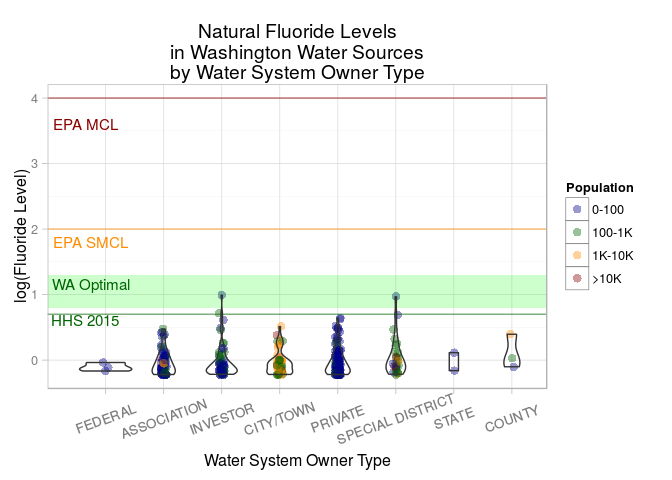 Natural Fluoride Levels
in Washington Water Sources
by Water System Owner Type
log(Fluoride Level)
4
3
2
1
0
EPA MCL
EPA SMCL
WA Optimal
HHS 2015
FEDERAL
ASSOCIATION
INVESTOR
CITY/TOWN
PRIVATE
SPECIAL DISTRICT
STATE
COUNTY
Water System Owner Type
Population
0-100
100-1K
1K-10K
>10K